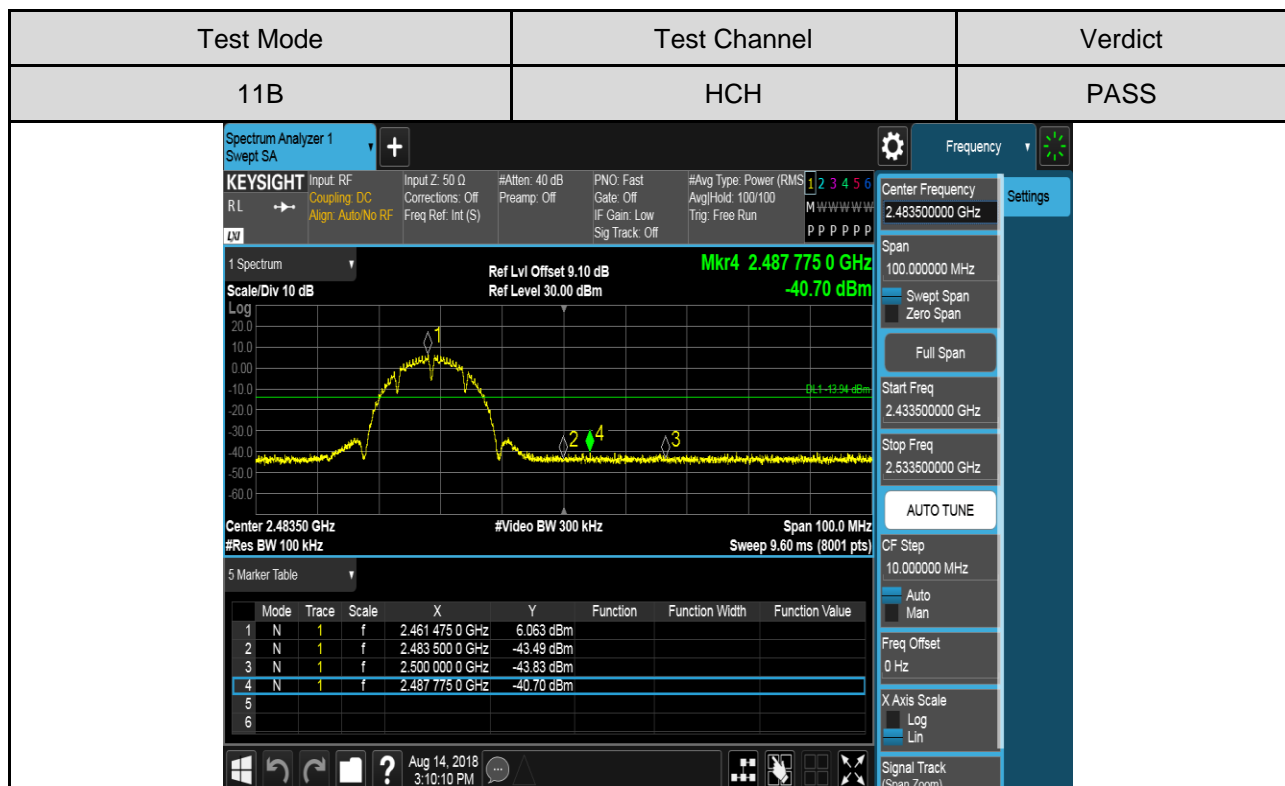 Test Mode Test Channel Verdict
11B HCH PASS
Spectrum Analyzer 1
Swept SA
+
Frequency
KEYSIGHT
RL
LXI
Input: RF
Coupling: DC
Align: Auto/No RF
Input Z: 50 Ω
Corrections: Off
Freq Ref: Int (S)
#Atten: 40 dB
Preamp: Off
PNO: Fast
Gate: Off
IF Gain: Low
Sig Track: Off
#Avg Type: Power (RMS
Avg|Hold: 100/100
Trig: Free Run
1 2 3 4 5 6
M W W W W W
P P P P P P
Center Frequency
2.483500000 GHz
Settings
Span
100.000000 MHz
Swept Span
Zero Span
Full Span
Start Freq
2.433500000 GHz
Stop Freq
2.533500000 GHz
AUTO TUNE
CF Step
10.000000 MHz
Auto
Man
Freq Offset
0 Hz
X Axis Scale
Log
Lin
Signal Track
(Span Zoom)
1 Spectrum
Scale/Div 10 dB
Ref Lvl Offset 9.10 dB
Ref Level 30.00 dBm
Mkr4 2.487 775 0 GHz
-40.70 dBm
Log
20.0
10.0
0.00
-10.0
-20.0
-30.0
-40.0
-50.0
-60.0
1
2
4
3
DL1 -13.94 dBm
Center 2.48350 GHz
#Res BW 100 kHz
#Video BW 300 kHz
Span 100.0 MHz
Sweep 9.60 ms (8001 pts)
5 Marker Table
Mode Trace Scale X Y Function Function Width Function Value
1 N 1 f 2.461 475 0 GHz 6.063 dBm
2 N 1 f 2.483 500 0 GHz -43.49 dBm
3 N 1 f 2.500 000 0 GHz -43.83 dBm
4 N 1 f 2.487 775 0 GHz -40.70 dBm
5
6
?
Aug 14, 2018
3:10:10 PM